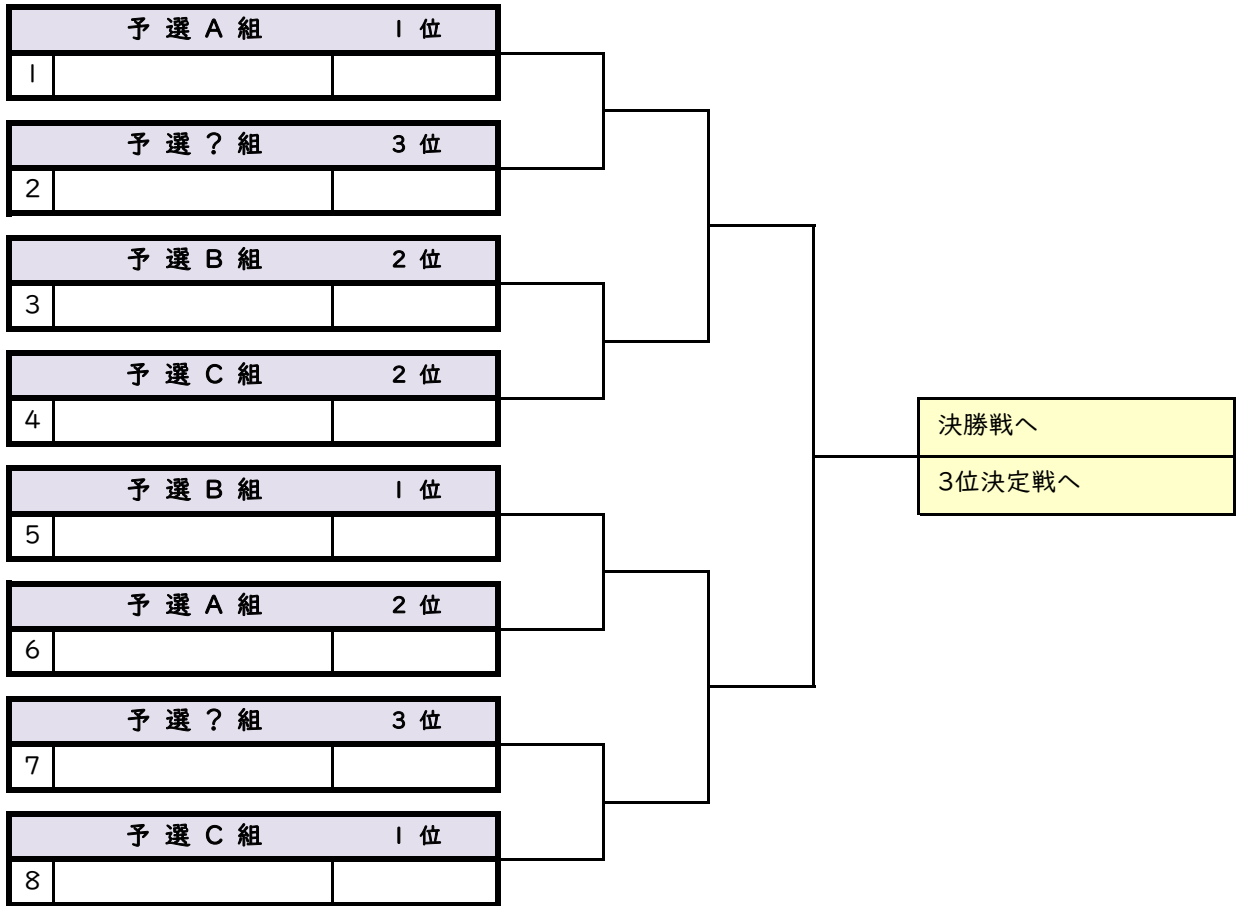 予選A組 1位
1
予選？組 3位
2
予選B組 2位
3
予選C組 2位
4
予選B組 1位
5
予選A組 2位
6
予選？組 3位
7
予選C組 1位
8
決勝戦へ
3位決定戦へ